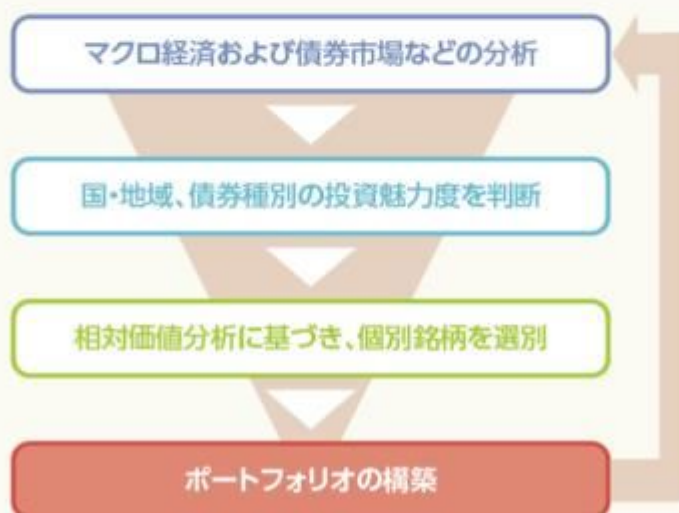 マクロ経済および債券市場などの分析
国・地域、債券種別の投資魅力度を判断
相対価値分析に基づき、個別銘柄を選別
ポートフォリオの構築